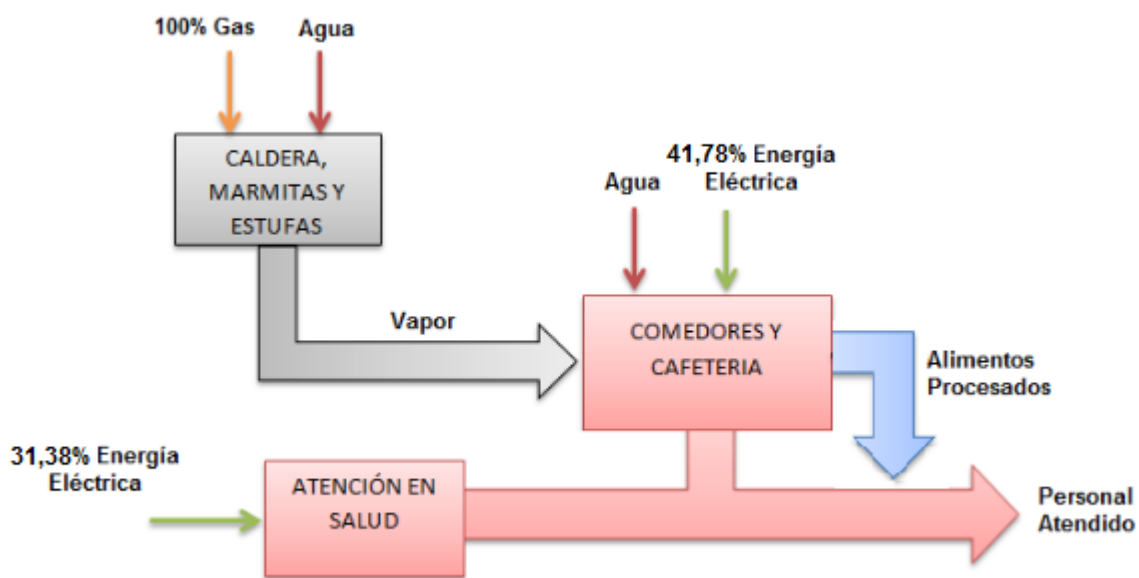 100% Gas
Agua
CALDERA,
MARMITAS Y
ESTUFAS
41,78% Energía
Eléctrica
Agua
Vapor
COMEDORES Y
CAFETERIA
Alimentos
Procesados
31,38% Energía
Eléctrica
ATENCIÓN EN
SALUD
Personal
Atendido